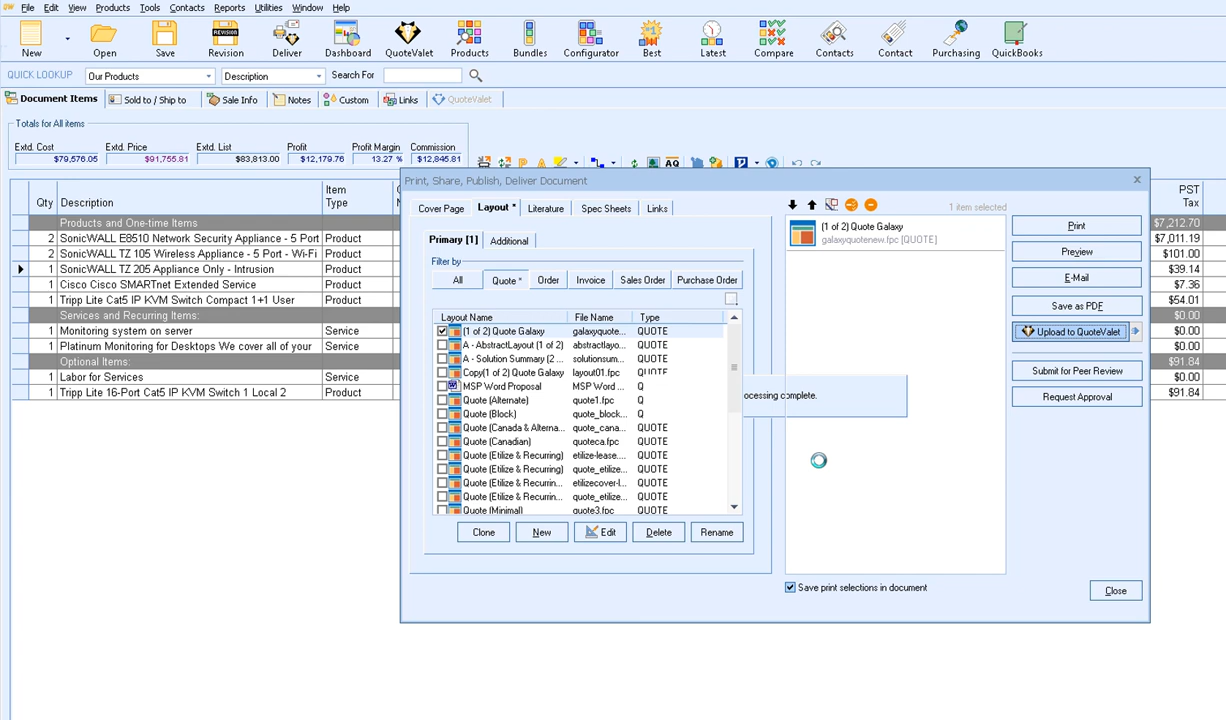 File Edit View Products Tools Contacts Reports Utilities Window Help
New Open Save Revision Deliver Dashboard QuoteValet Products Bundles Configurator Best Latest Compare Contacts Contact Purchasing QuickBooks
QUICK LOOKUP Our Products Description Search For
Document Items Sold to / Ship to Sale Info Notes Custom Links QuoteValet
Totals for All items
Extd. Cost Extd. Price Extd. List Profit Profit Margin Commission
$79,576.05 $91,755.81 $83,813.00 $12,179.76 13.27 % $12,845.81
Qty Description Item Type PST Tax
Products and One-time Items $7,212.70
2 SonicWALL E8510 Network Security Appliance - 5 Port Product $7,011.19
2 SonicWALL TZ 105 Wireless Appliance - 5 Port - Wi-Fi Product $101.00
1 SonicWALL TZ 205 Appliance Only - Intrusion Product $39.14
1 Cisco Cisco SMARTnet Extended Service Product $7.36
1 Tripp Lite Cat5 IP KVM Switch Compact 1+1 User Product $54.01
Services and Recurring Items: $0.00
1 Monitoring system on server Service $0.00
1 Platinum Monitoring for Desktops We cover all of your Service $0.00
Optional Items: $91.84
1 Labor for Services Service $0.00
1 Tripp Lite 16-Port Cat5 IP KVM Switch 1 Local 2 Product $91.84
Print, Share, Publish, Deliver Document
Cover Page Layout * Literature Spec Sheets Links
Primary [1] Additional
Filter by
All Quote * Order Invoice Sales Order Purchase Order
Layout Name File Name Type
(1 of 2) Quote Galaxy galaxyquote... QUOTE
A - AbstractLayout (1 of 2) abstractlayo... QUOTE
A - Solution Summary (2 ... solutionsum... QUOTE
Copy(1 of 2) Quote Galaxy layout01.fpc QUOTE
MSP Word Proposal MSP Word ... Q
Quote (Alternate) quote1.fpc Q
Quote (Block) quote_block... Q
Quote (Canada & Alterna... quote_cana... QUOTE
Quote (Canadian) quoteca.fpc QUOTE
Quote (Etilize & Recurring) etilize-lease.... QUOTE
Quote (Etilize & Recurring) quote_etilize... QUOTE
Quote (Etilize & Recurrin... etilizecover-l... QUOTE
Quote (Etilize & Recurrin... quote_etilize... QUOTE
Quote (Minimal) quote3.fpc QUOTE
Clone New Edit Delete Rename
1 item selected
(1 of 2) Quote Galaxy
galaxyquotenew.fpc [QUOTE]
ocessing complete.
Save print selections in document
Print
Preview
E-Mail
Save as PDF
Upload to QuoteValet
Submit for Peer Review
Request Approval
Close